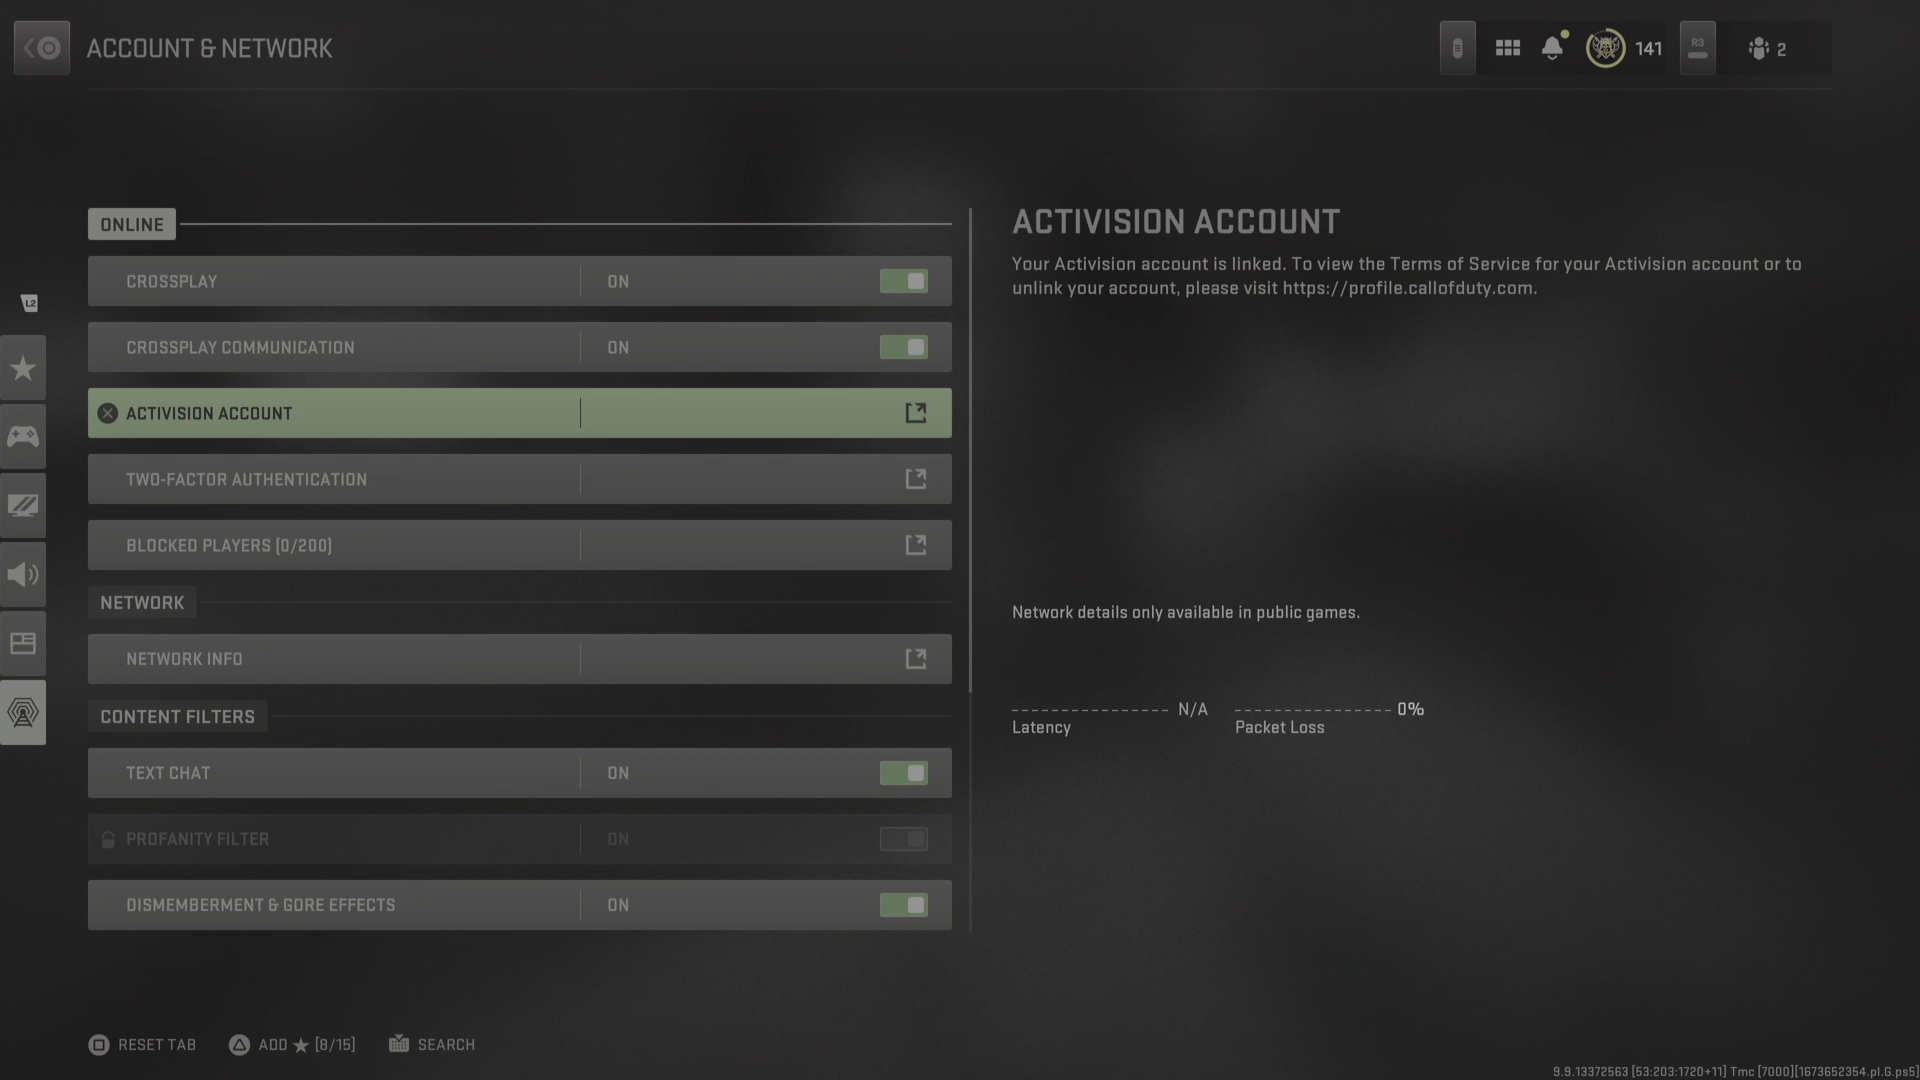 ACCOUNT & NETWORK
141
R3
2
ONLINE
CROSSPLAY ON
CROSSPLAY COMMUNICATION ON
ACTIVISION ACCOUNT
TWO-FACTOR AUTHENTICATION
BLOCKED PLAYERS (0/200)
NETWORK
NETWORK INFO
CONTENT FILTERS
TEXT CHAT ON
PROFANITY FILTER ON
DISMEMBERMENT & GORE EFFECTS ON
L2
ACTIVISION ACCOUNT
Your Activision account is linked. To view the Terms of Service for your Activision account or to
unlink your account, please visit https://profile.callofduty.com.
Network details only available in public games.
---------------- N/A ---------------- 0%
Latency Packet Loss
RESET TAB ADD ★ [8/15] SEARCH
9.9.13372563 [53:203:1720+11] Tmc [7000][1673652354.pl.G.ps5]